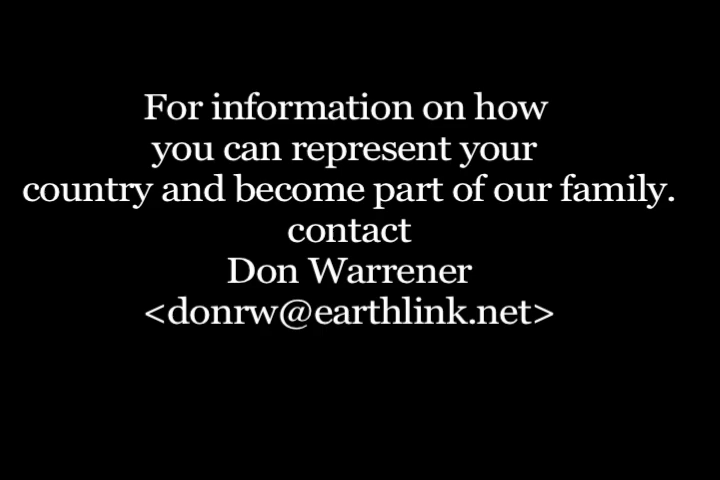 For information on how
you can represent your
country and become part of our family.
contact
Don Warrener
<donrw@earthlink.net>